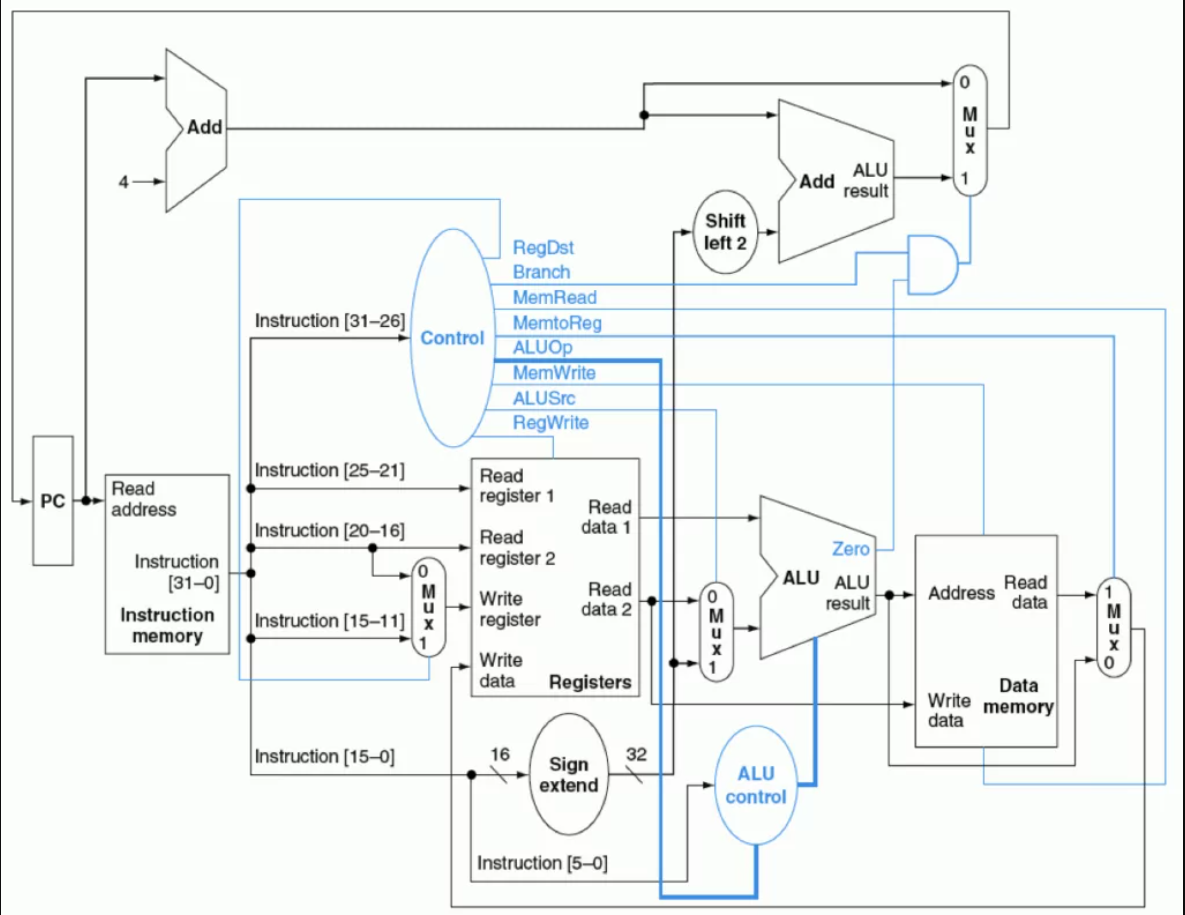 Add
4
0
M
u
x
1
Add
ALU
result
Shift
left 2
RegDst
Branch
MemRead
MemtoReg
ALUOp
MemWrite
ALUSrc
RegWrite
Control
Instruction [31–26]
Instruction [25–21]
Instruction [20–16]
Instruction [15–11]
Instruction [15–0]
Instruction [5–0]
PC
Read
address
Instruction
[31–0]
Instruction
memory
0
M
u
x
1
Read
register 1
Read
register 2
Write
register
Write
data
Read
data 1
Read
data 2
Registers
0
M
u
x
1
Zero
ALU
ALU
result
Address
Read
data
Write
data
Data
memory
1
M
u
x
0
16
Sign
extend
32
ALU
control